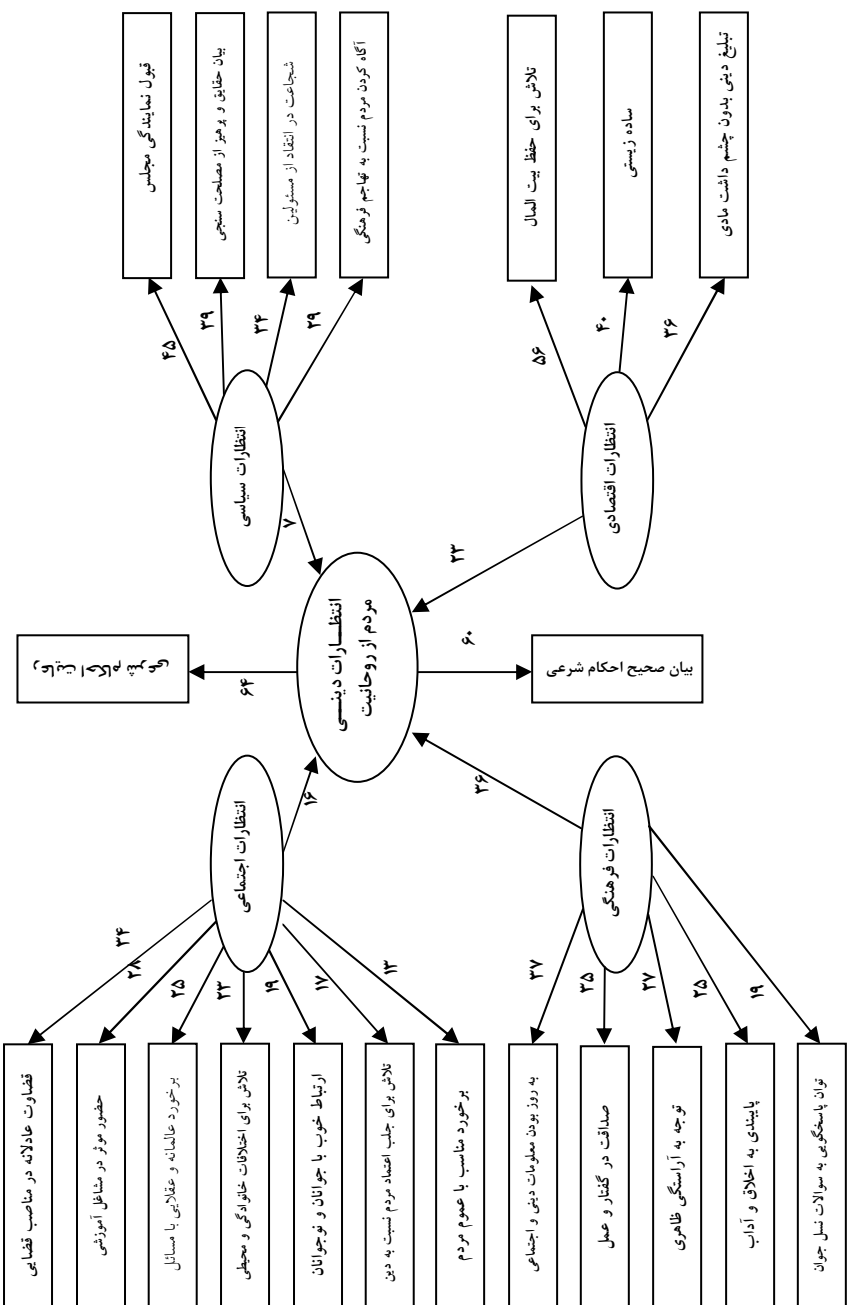 قبول نمایندگی مجلس
بیان حقایق و پرهیز از مصلحت سنجی
شجاعت در انتقاد از مسئولین
آگاه کردن مردم نسبت به تهاجم فرهنگی
تلاش برای حفظ بیت المال
ساده زیستی
تبلیغ دینی بدون چشم داشت مادی
۴۵
۳۹
۳۴
۲۹
۵۶
۴۰
۳۶
انتظارات سیاسی
انتظارات اقتصادی
۷
۲۳
رعایت احکام شرعی
۶۴
انتظــارات دینــی
مردم از روحانیت
۶۰
بیان صحیح احکام شرعی
۱۶
۳۶
انتظارات اجتماعی
انتظارات فرهنگی
۳۴
۲۸
۲۵
۲۳
۱۹
۱۷
۱۳
۳۷
۳۵
۲۷
۲۵
۱۹
قضاوت عادلانه در مناصب قضایی
حضور موثر در مشاغل آموزشی
برخورد عالمانه و عقلایی با مسائل
تلاش برای اختلافات خانوادگی و محیطی
ارتباط خوب با جوانان و نوجوانان
تلاش برای جلب اعتماد مردم نسبت به دین
برخورد مناسب با عموم مردم
به روز بودن معلومات دینی و اجتماعی
صداقت در گفتار و عمل
توجه به آراستگی ظاهری
پایبندی به اخلاق و آداب
توان پاسخگویی به سوالات نسل جوان